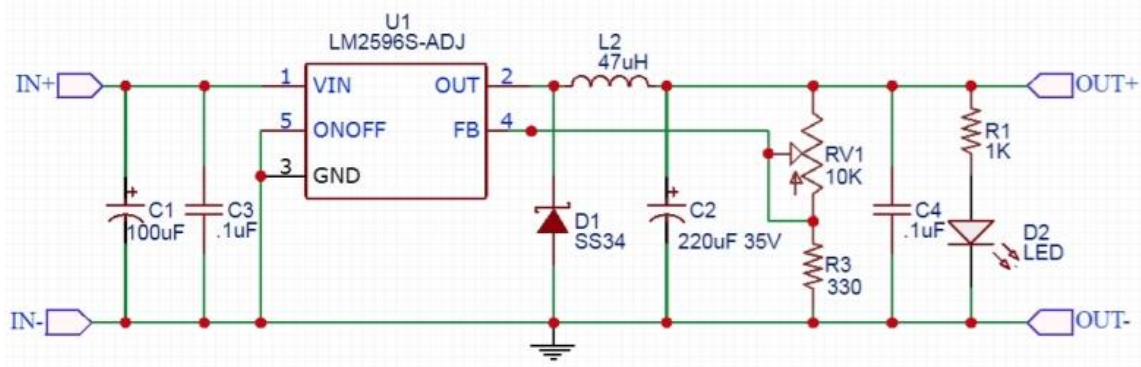 U1
LM2596S-ADJ
L2
47uH
IN+
1
VIN
OUT
2
OUT+
5
ONOFF
FB
4
R1
1K
RV1
10K
3
GND
C1
100uF
C3
.1uF
D1
SS34
C2
220uF 35V
C4
.1uF
D2
LED
R3
330
IN-
OUT-